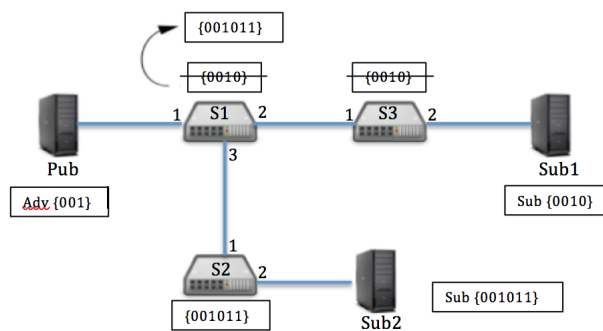 {001011}
{0010}
{0010}
1 S1 2
1 S3 2
3
Pub
Sub1
Adv {001}
Sub {0010}
1
S2 2
{001011}
Sub2
Sub {001011}